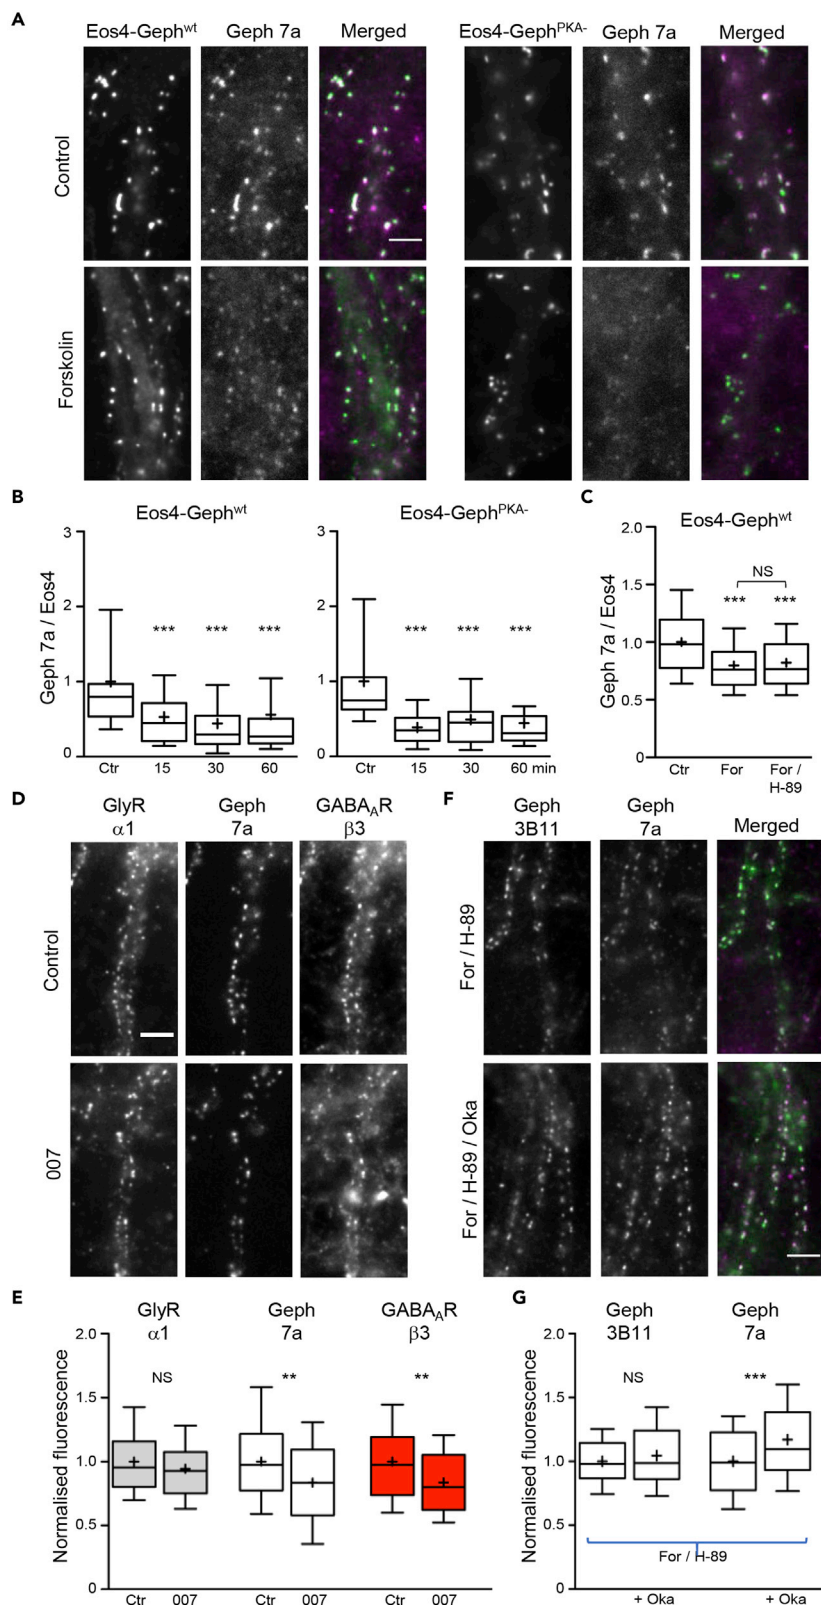 A
Eos4-Geph^wt Geph 7a Merged Eos4-Geph^PKA- Geph 7a Merged
Control
Forskolin
B
Eos4-Geph^wt Eos4-Geph^PKA-
Geph 7a / Eos4
3 3
2 2
1 1
0 0
*** *** *** *** *** ***
Ctr 15 30 60 Ctr 15 30 60 min
C
Eos4-Geph^wt
Geph 7a / Eos4
2.0
1.5
1.0
0.5
0
NS
*** ***
Ctr For For /
H-89
D
GlyR Geph GABA_AR
α1 7a β3
Control
007
F
Geph Geph Merged
3B11 7a
For / H-89
For / H-89 / Oka
E
GlyR Geph GABA_AR
α1 7a β3
Normalised fluorescence
2.0
1.5
1.0
0.5
0
NS ** **
Ctr 007 Ctr 007 Ctr 007
G
Geph Geph
3B11 7a
Normalised fluorescence
2.0
1.5
1.0
0.5
0
NS ***
For / H-89
+ Oka + Oka